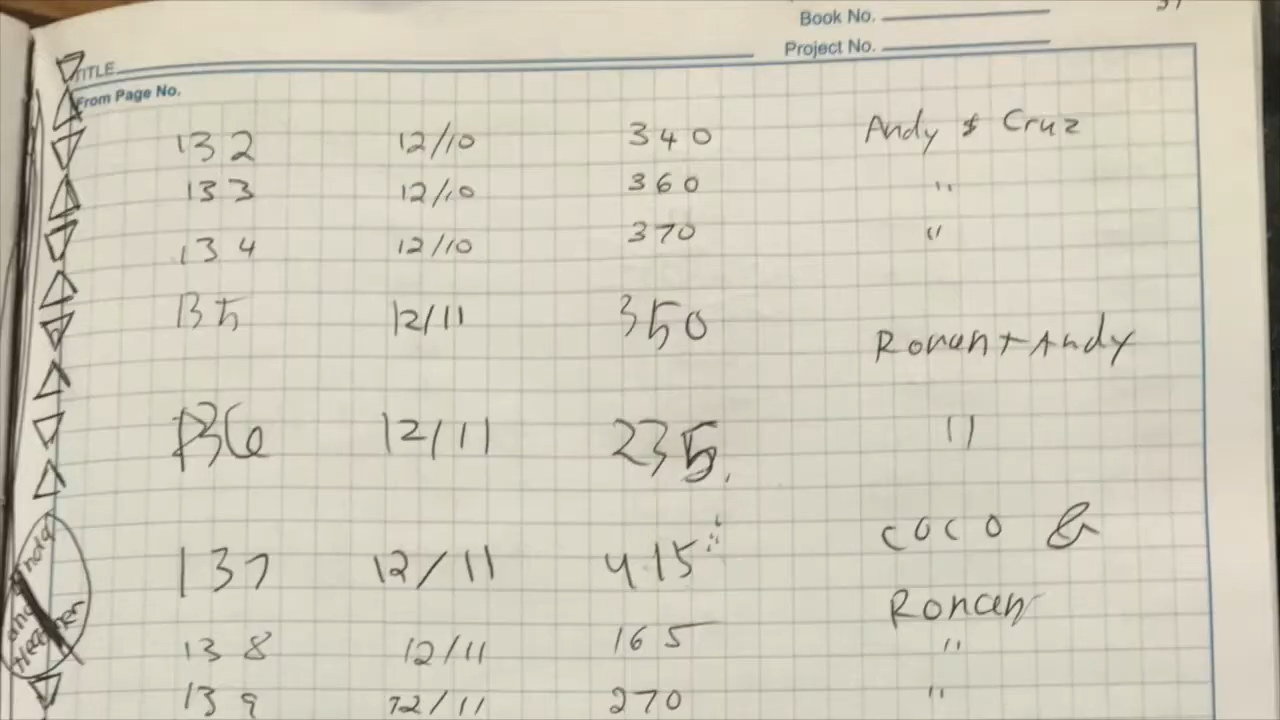 Book No.
Project No.
TITLE
From Page No.
132 12/10 340 Andy & Cruz
133 12/10 360 "
134 12/10 370 "
135 12/11 350 Ronan + Andy
136 12/11 235 "
137 12/11 415 coco &
Ronan
138 12/11 165 "
139 12/11 270 "
and
Heather